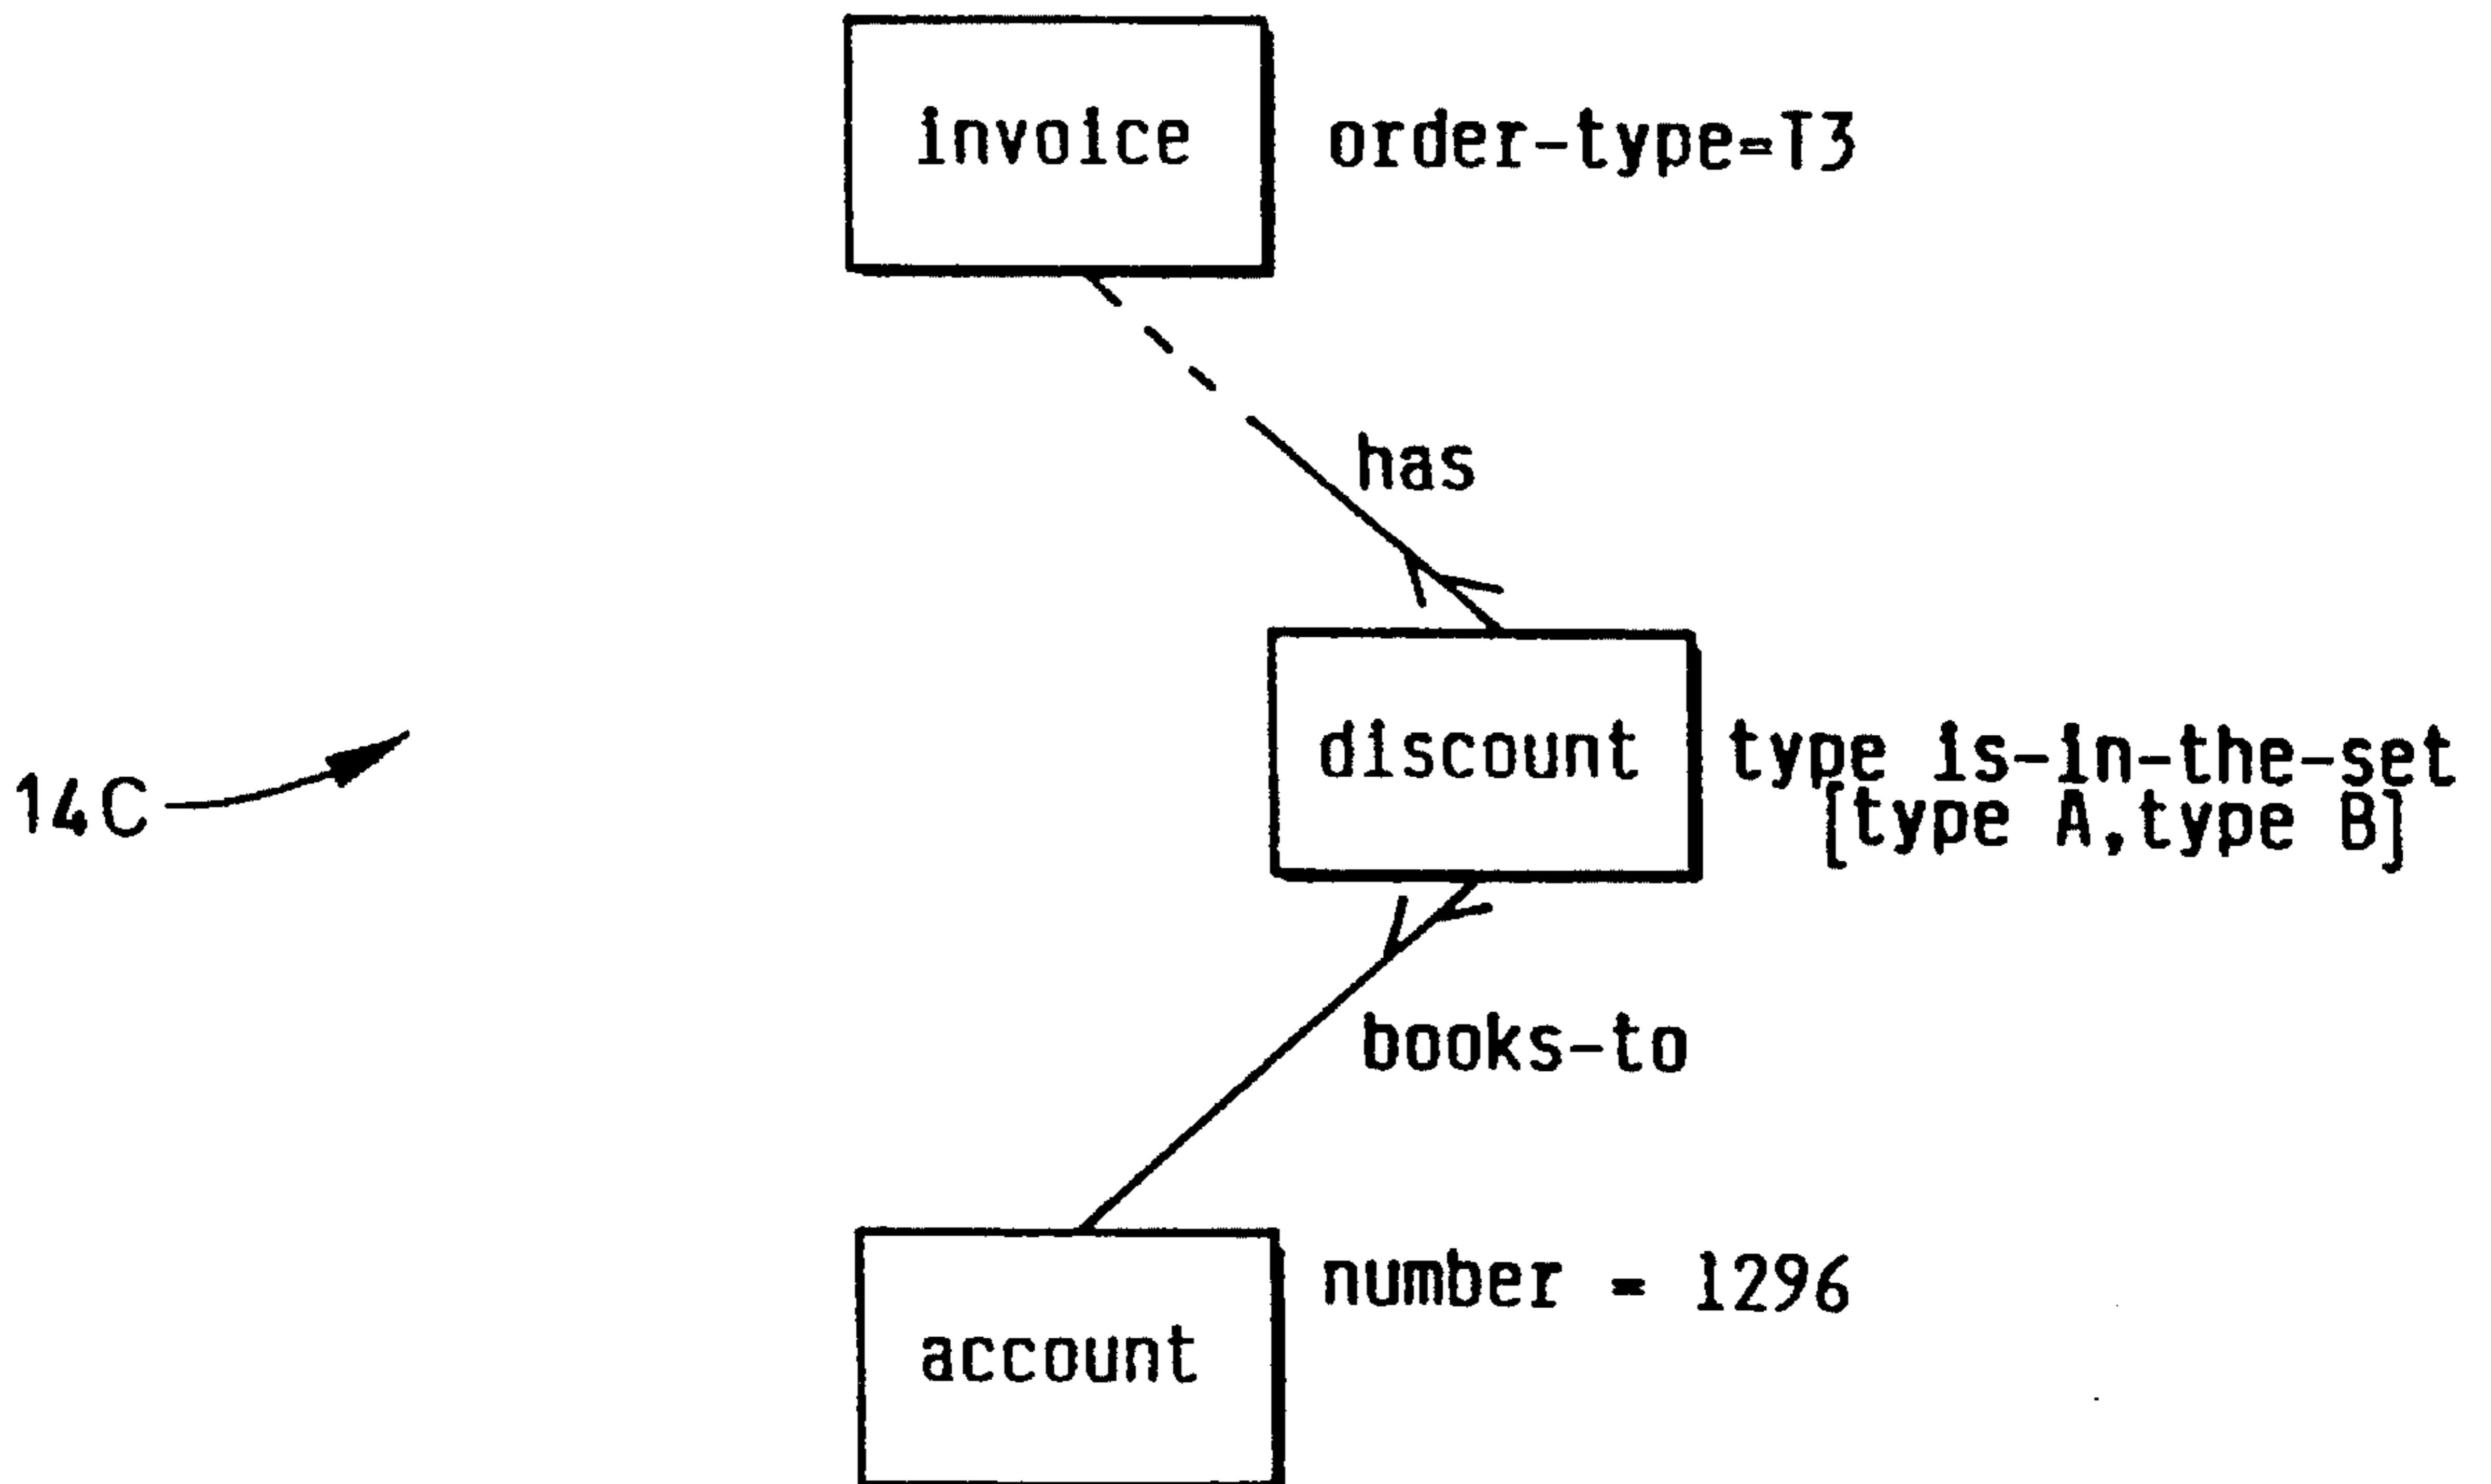 invoice order-type=T3
has
discount type is-in-the-set
[type A,type B]
14C
books-to
number = 1296
account